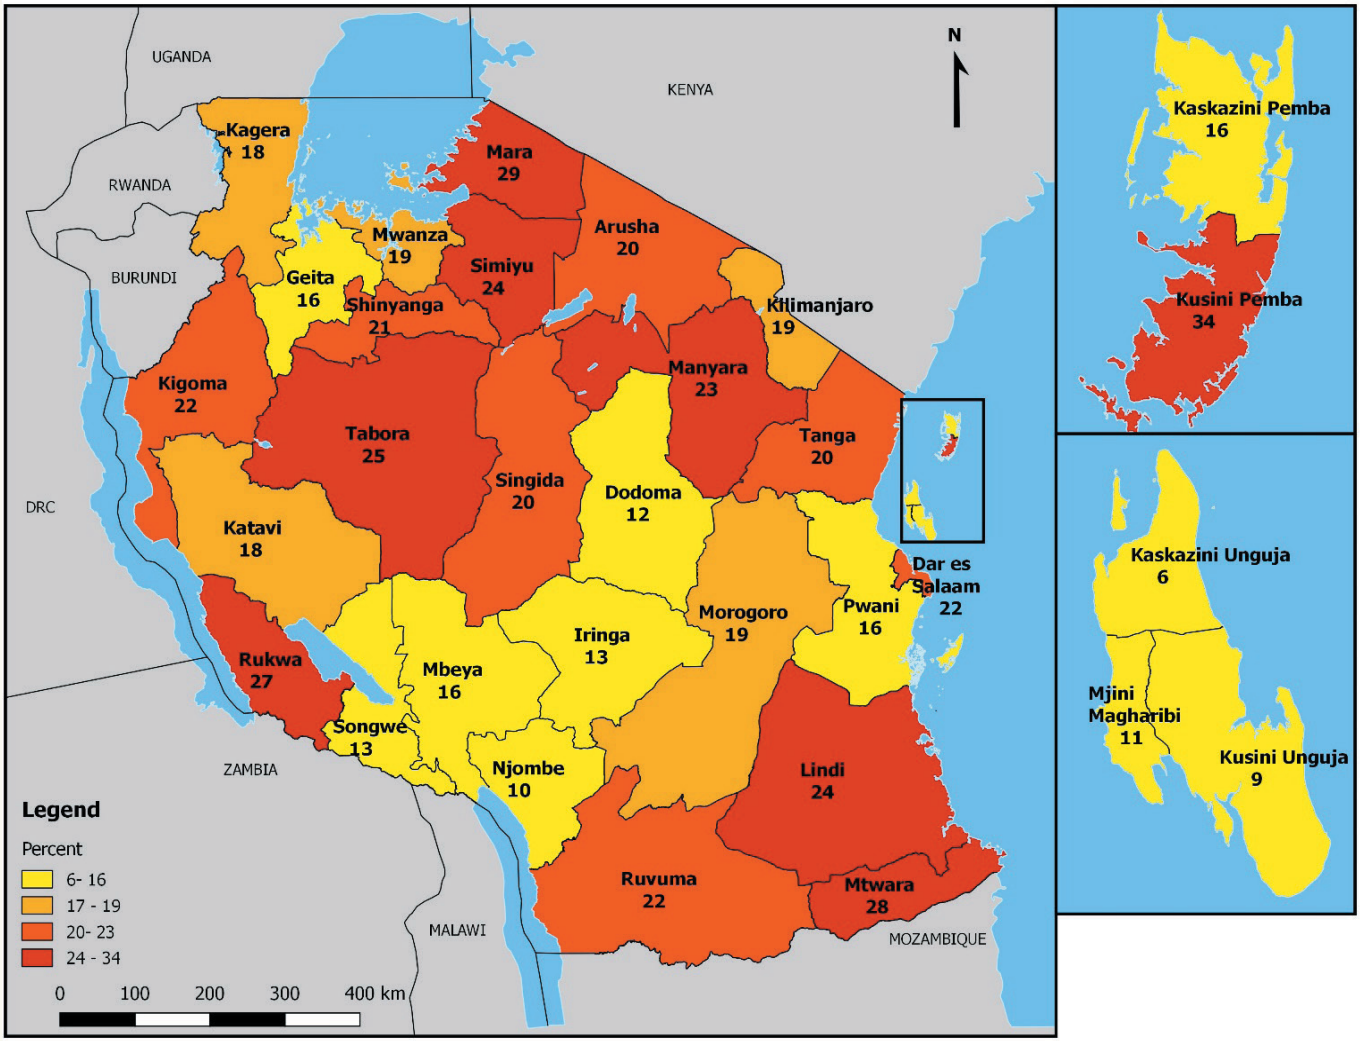 UGANDA
KENYA
N
RWANDA
BURUNDI
DRC
ZAMBIA
MALAWI
MOZAMBIQUE
Kagera
18
Mara
29
Mwanza
19
Arusha
20
Simiyu
24
Geita
16
Shinyanga
21
Kilimanjaro
19
Kigoma
22
Manyara
23
Tabora
25
Tanga
20
Singida
20
Dodoma
12
Katavi
18
Dar es
Salaam
22
Morogoro
19
Pwani
16
Iringa
13
Rukwa
27
Mbeya
16
Songwe
13
Njombe
10
Lindi
24
Ruvuma
22
Mtwara
28
Legend
Percent
6- 16
17 - 19
20- 23
24 - 34
0 100 200 300 400 km
Kaskazini Pemba
16
Kusini Pemba
34
Kaskazini Unguja
6
Mjini
Magharibi
11
Kusini Unguja
9